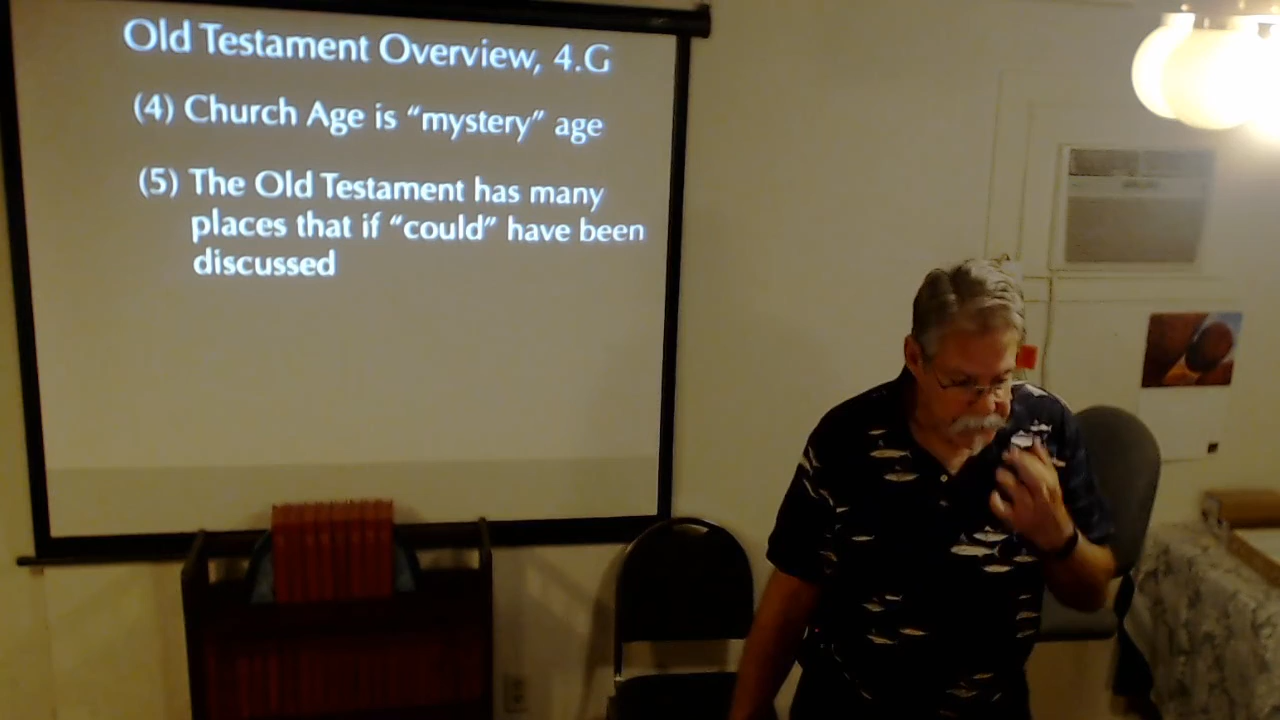 Old Testament Overview, 4.G
(4) Church Age is “mystery” age
(5) The Old Testament has many
places that if “could” have been
discussed